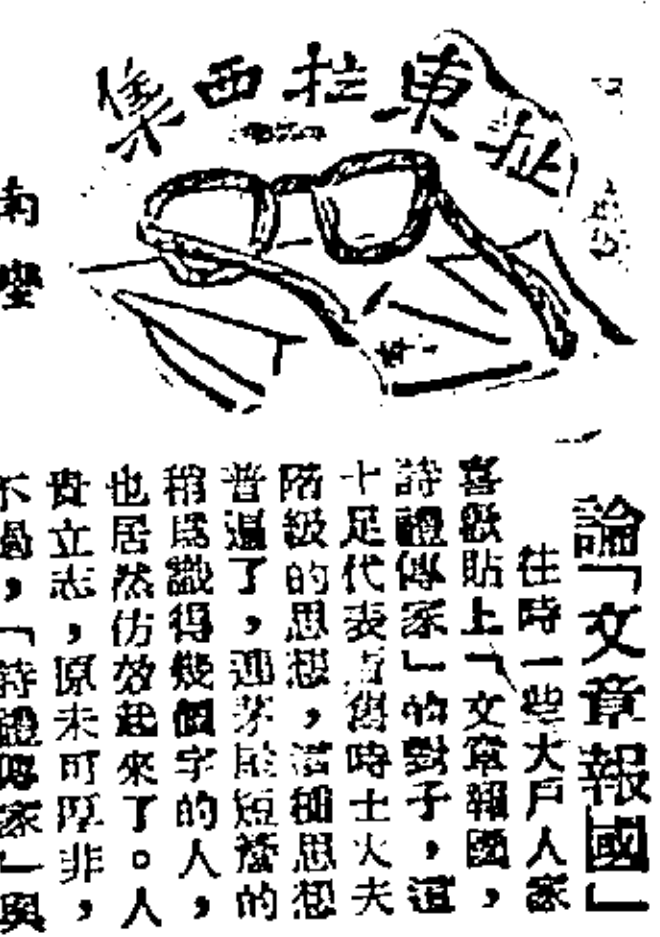 扯東拉西集
南
論「文章報國」
往時一些大戶人家
喜歡貼上「文章報國,
詩禮傳家」的對子,這
十足代表着當時士大夫
階級的思想,這種思想
普遍了,連茅屋短簷的
稍爲識得幾個字的人,
也居然仿效起來了。人
貴立志,原未可厚非,
不過,「詩禮傳家」與